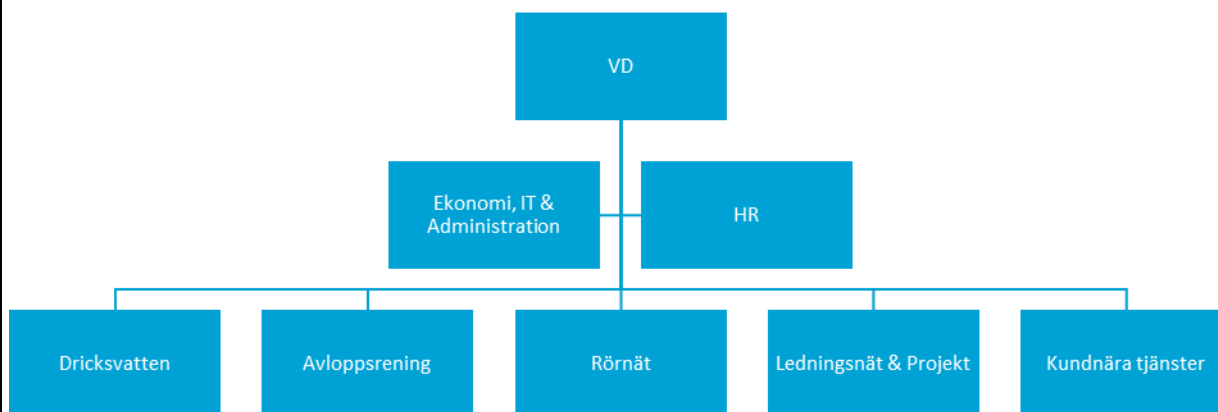 VD
Ekonomi, IT &
Administration
HR
Dricksvatten
Avloppsrening
Rörnät
Ledningsnät & Projekt
Kundnära tjänster